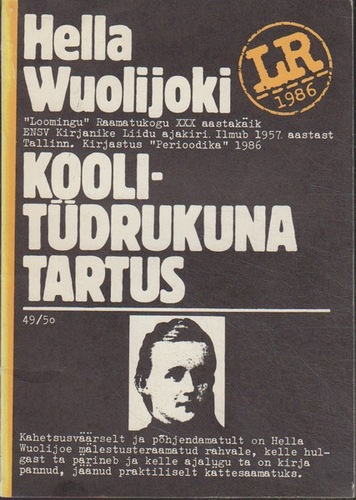 Hella
Wuolijoki
LR
1986
"Loomingu" Raamatukogu XXX aastakäik
ENSV Kirjanike Liidu ajakiri. Ilmub 1957. aastast
Tallinn. Kirjastus "Perioodika" 1986
KOOLI-
TÜDRUKUNA
TARTUS
49/50
Kahetsusväärselt ja põhjendamatult on Hella
Wuolijoe mälestusteraamatud rahvale, kelle hul-
gast ta pärineb ja kelle ajalugu ta on kirja
pannud, jäänud praktiliselt kättesaamatuks.